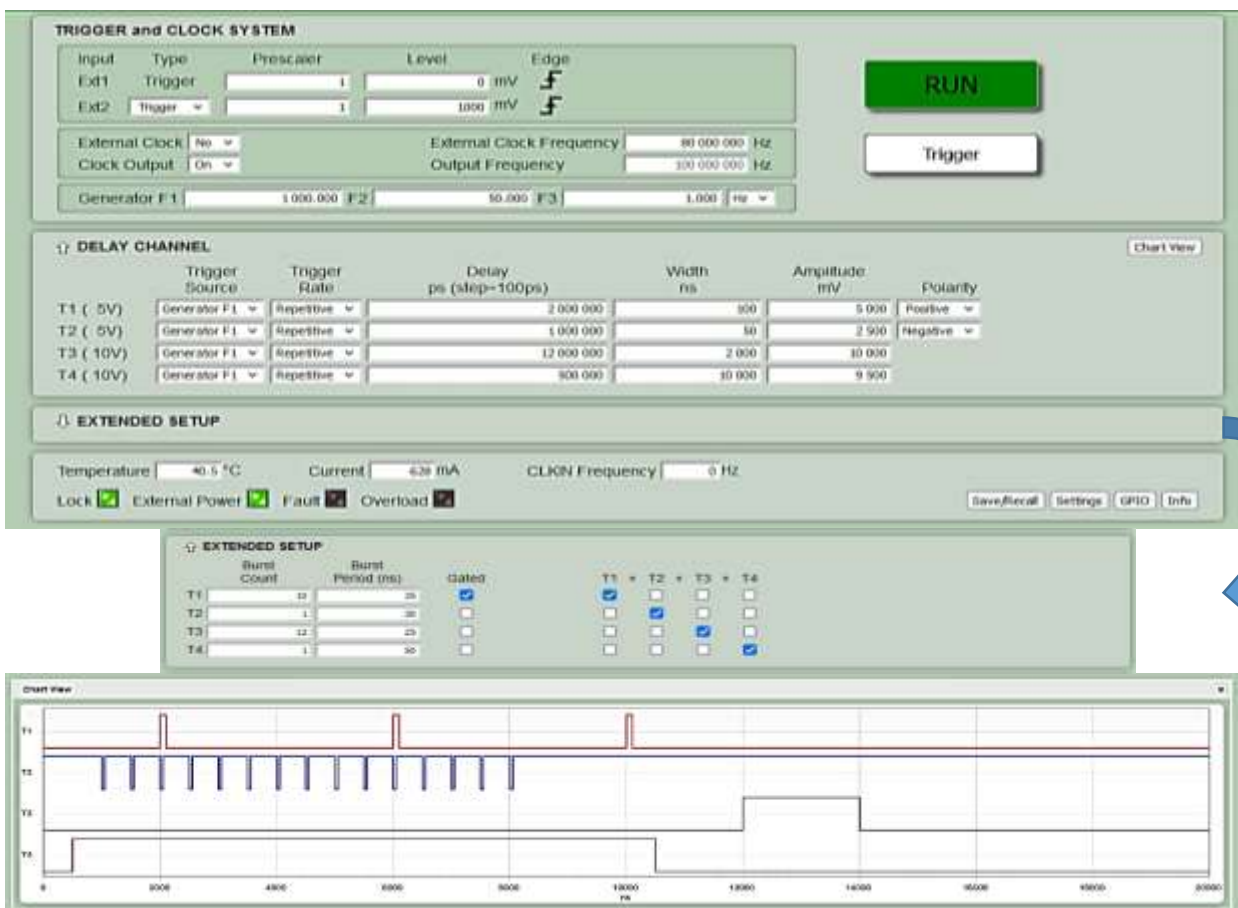 TRIGGER and CLOCK SYSTEM
Input Type Prescaler Level Edge
Ext1 Trigger 1 0 mV
Ext2 Trigger 1 1000 mV
RUN
Trigger
External Clock No External Clock Frequency 80 000 000 Hz
Clock Output On Output Frequency 100 000 000 Hz
Generator F1 1 000.000 F2 50.000 F3 1.000 Hz
DELAY CHANNEL Chart View
Trigger Source Trigger Rate Delay ps (step=100ps) Width ns Amplitude mV Polarity
T1 ( 5V) Generator F1 Repetitive 2 000 000 100 5 000 Positive
T2 ( 5V) Generator F1 Repetitive 1 000 000 50 2 500 Negative
T3 ( 10V) Generator F1 Repetitive 12 000 000 2 000 10 000
T4 ( 10V) Generator F1 Repetitive 500 000 10 000 9 500
EXTENDED SETUP
Temperature 40.5 °C Current 628 mA CLKIN Frequency 0 Hz
Lock External Power Fault Overload Save/Recall Settings GPIO Info
EXTENDED SETUP
Burst Count Burst Period (ns) Gated T1 + T2 + T3 + T4
T1
T2 1
T3 12 25
T4 1 50
Chart View
T1
0 2000 4000 6000 8000 10000 12000 14000 16000 18000 20000
ns